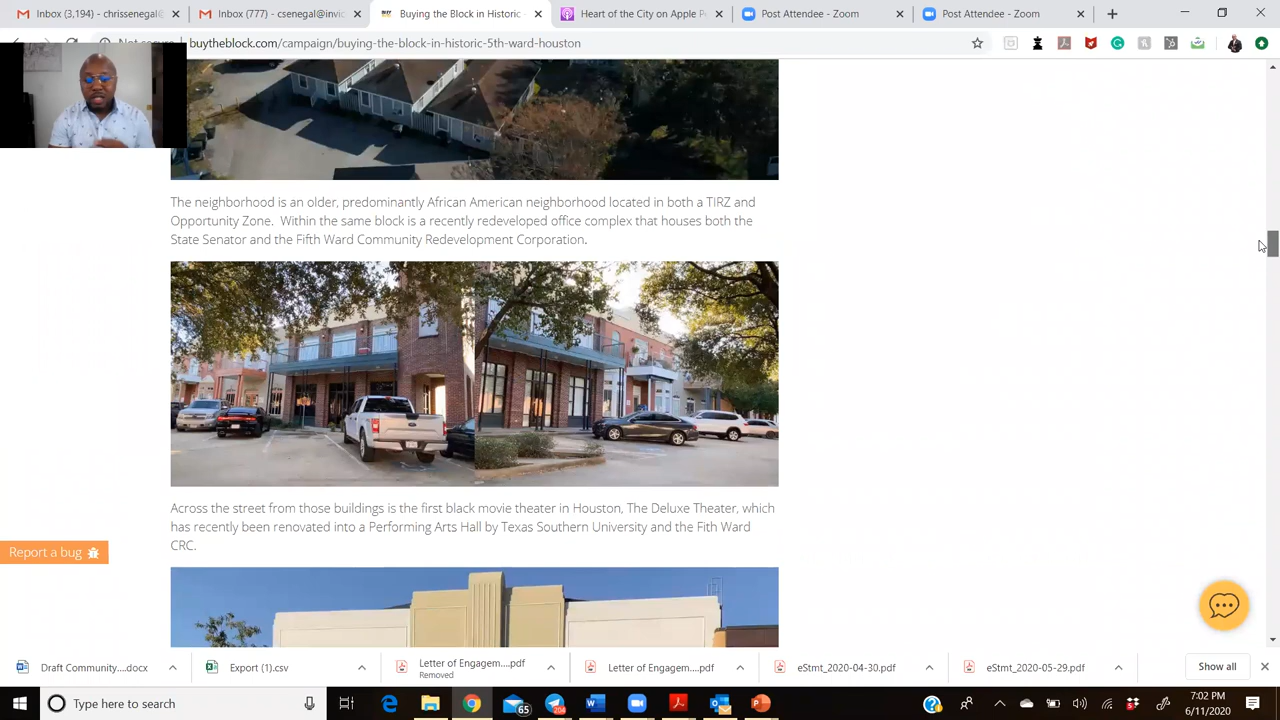 Inbox (3,194) - chrissenegal@
Inbox (777) - csenegal@invic
Buying the Block in Historic
Heart of the City on Apple P
Post Attendee - Zoom
Post Attendee - Zoom
buytheblock.com/campaign/buying-the-block-in-historic-5th-ward-houston
The neighborhood is an older, predominantly African American neighborhood located in both a TIRZ and
Opportunity Zone. Within the same block is a recently redeveloped office complex that houses both the
State Senator and the Fifth Ward Community Redevelopment Corporation.
Across the street from those buildings is the first black movie theater in Houston, The Deluxe Theater, which
has recently been renovated into a Performing Arts Hall by Texas Southern University and the Fith Ward
CRC.
Report a bug
Draft Community....docx
Export (1).csv
Letter of Engagem....pdf
Removed
Letter of Engagem....pdf
eStmt_2020-04-30.pdf
eStmt_2020-05-29.pdf
Show all
Type here to search
65
204
7:02 PM
6/11/2020